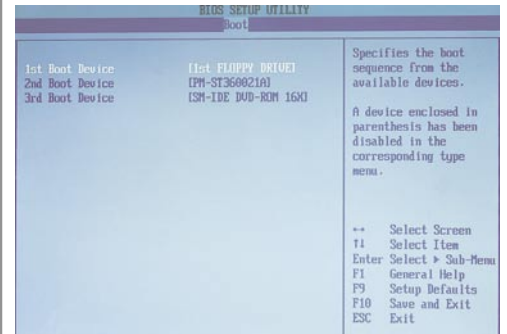 BIOS SETUP UTILITY
Boot
1st Boot Device [1st FLOPPY DRIVE]
2nd Boot Device [PM-ST360021A]
3rd Boot Device [SM-IDE DVD-ROM 16X]
Specifies the boot
sequence from the
available devices.
A device enclosed in
parenthesis has been
disabled in the
corresponding type
menu.
↔ Select Screen
↑↓ Select Item
Enter Select ▶ Sub-Menu
F1 General Help
F9 Setup Defaults
F10 Save and Exit
ESC Exit